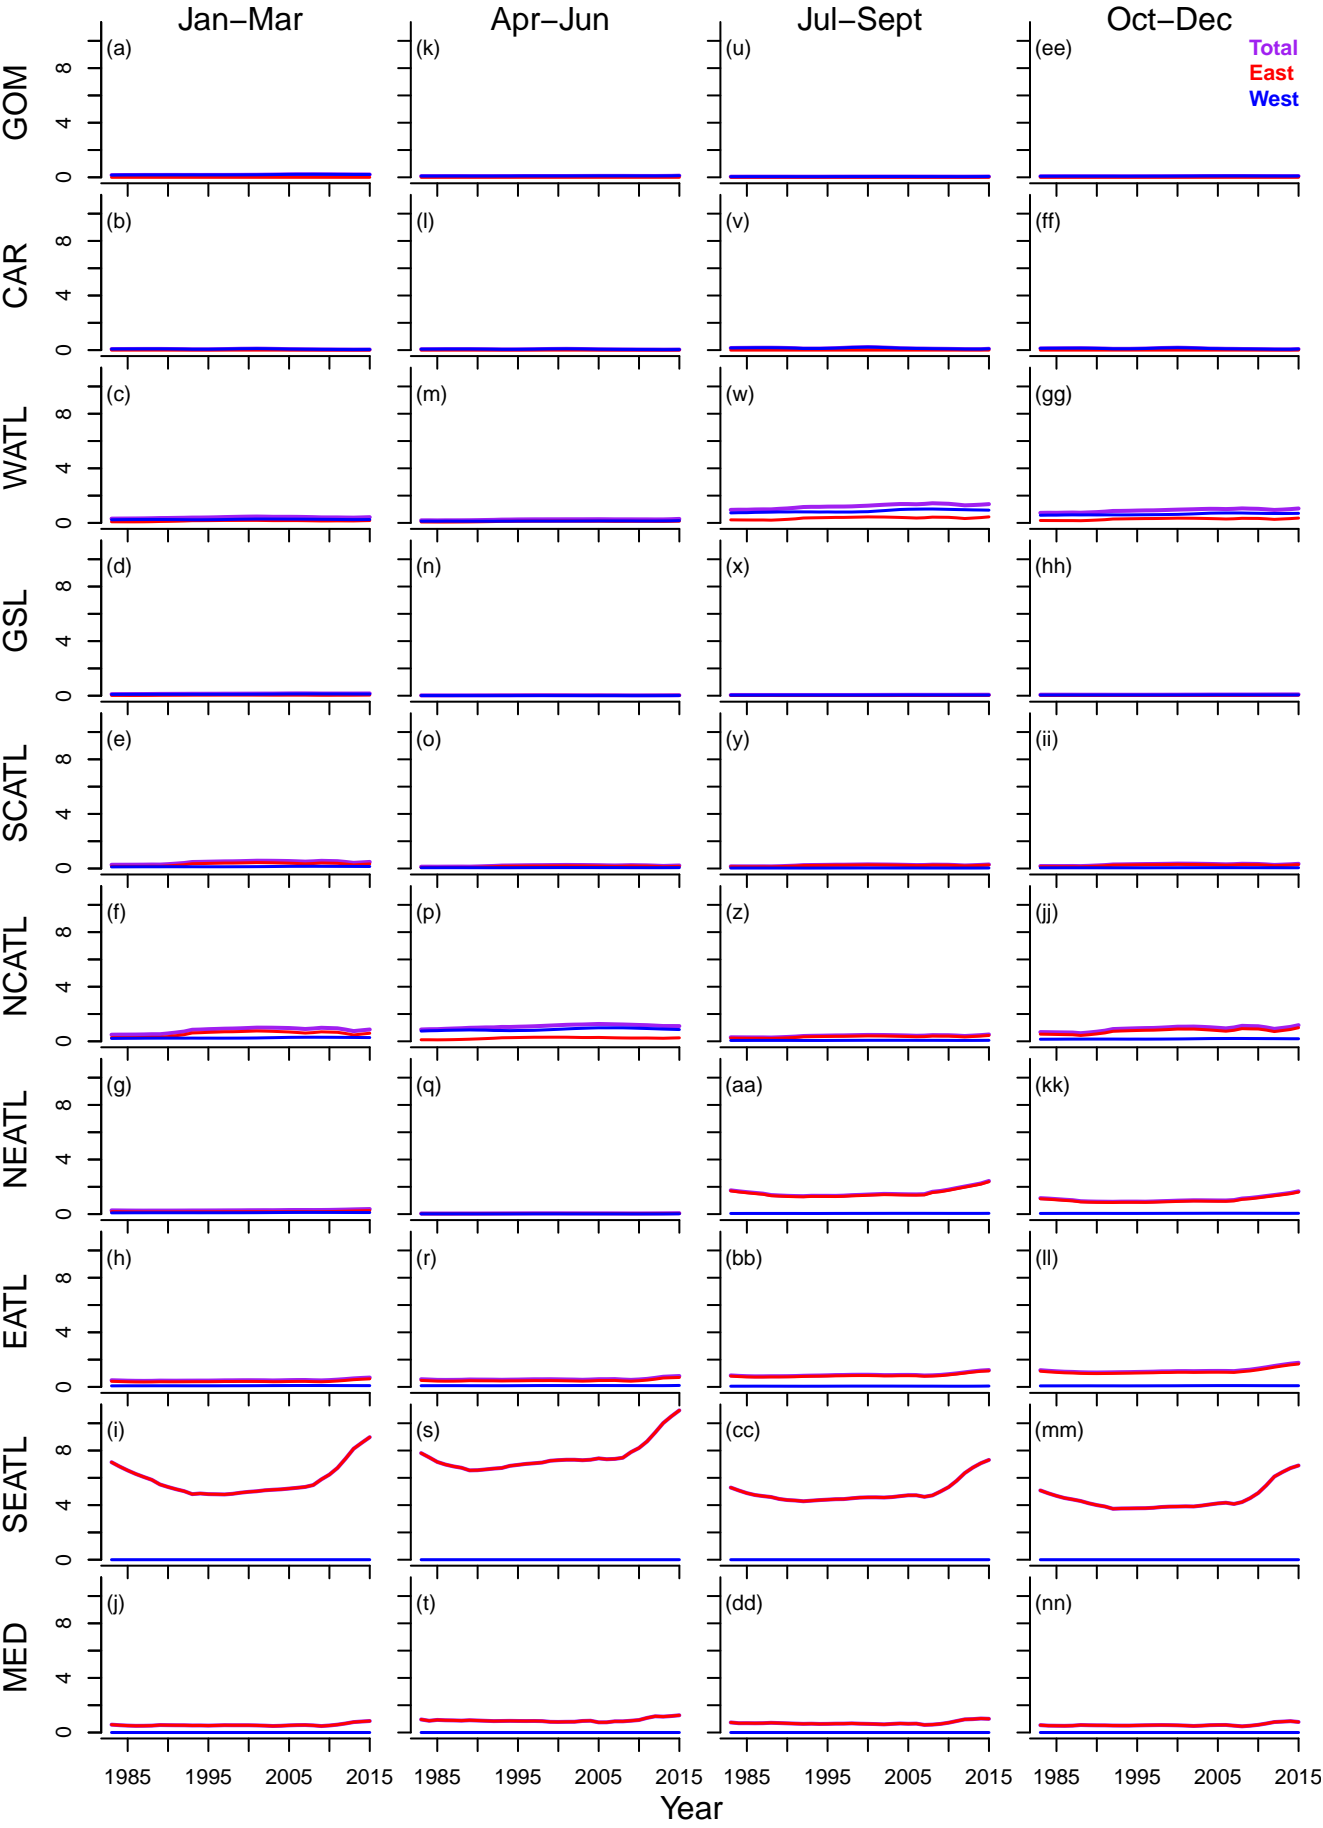 Jan−Mar Apr−Jun Jul−Sept Oct−Dec
GOM 0 4 8 (a) (k) (u) (ee) Total
East
West
CAR 0 4 8 (b) (l) (v) (ff)
WATL 0 4 8 (c) (m) (w) (gg)
GSL 0 4 8 (d) (n) (x) (hh)
SCATL 0 4 8 (e) (o) (y) (ii)
NCATL 0 4 8 (f) (p) (z) (jj)
NEATL 0 4 8 (g) (q) (aa) (kk)
EATL 0 4 8 (h) (r) (bb) (ll)
SEATL 0 4 8 (i) (s) (cc) (mm)
MED 0 4 8 (j) (t) (dd) (nn)
1985 1995 2005 2015 1985 1995 2005 2015 1985 1995 2005 2015 1985 1995 2005 2015
Year